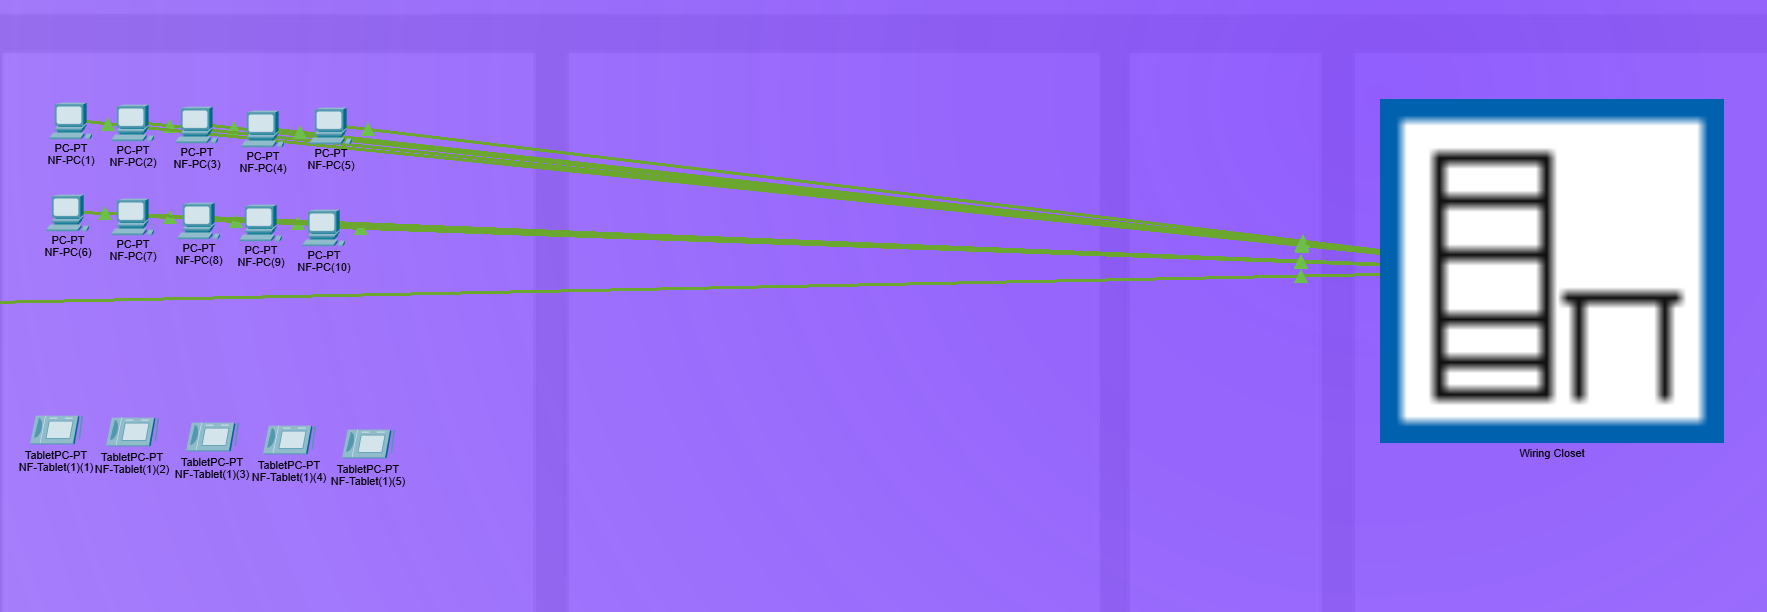 PC-PT
NF-PC(1)
PC-PT
NF-PC(2)
PC-PT
NF-PC(3)
PC-PT
NF-PC(4)
PC-PT
NF-PC(5)
PC-PT
NF-PC(6)
PC-PT
NF-PC(7)
PC-PT
NF-PC(8)
PC-PT
NF-PC(9)
PC-PT
NF-PC(10)
TabletPC-PT
NF-Tablet(1)(1)
TabletPC-PT
NF-Tablet(1)(2)
TabletPC-PT
NF-Tablet(1)(3)
TabletPC-PT
NF-Tablet(1)(4)
TabletPC-PT
NF-Tablet(1)(5)
Wiring Closet